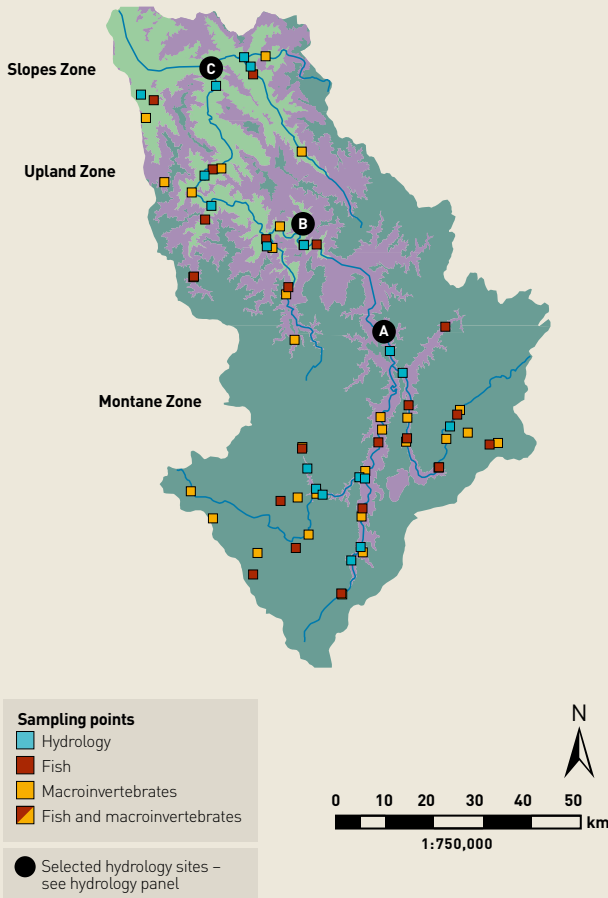 Slopes Zone
C
Upland Zone
B
A
Montane Zone
Sampling points
Hydrology
Fish
Macroinvertebrates
Fish and macroinvertebrates
Selected hydrology sites –
see hydrology panel
N
0 10 20 30 40 50
km
1:750,000